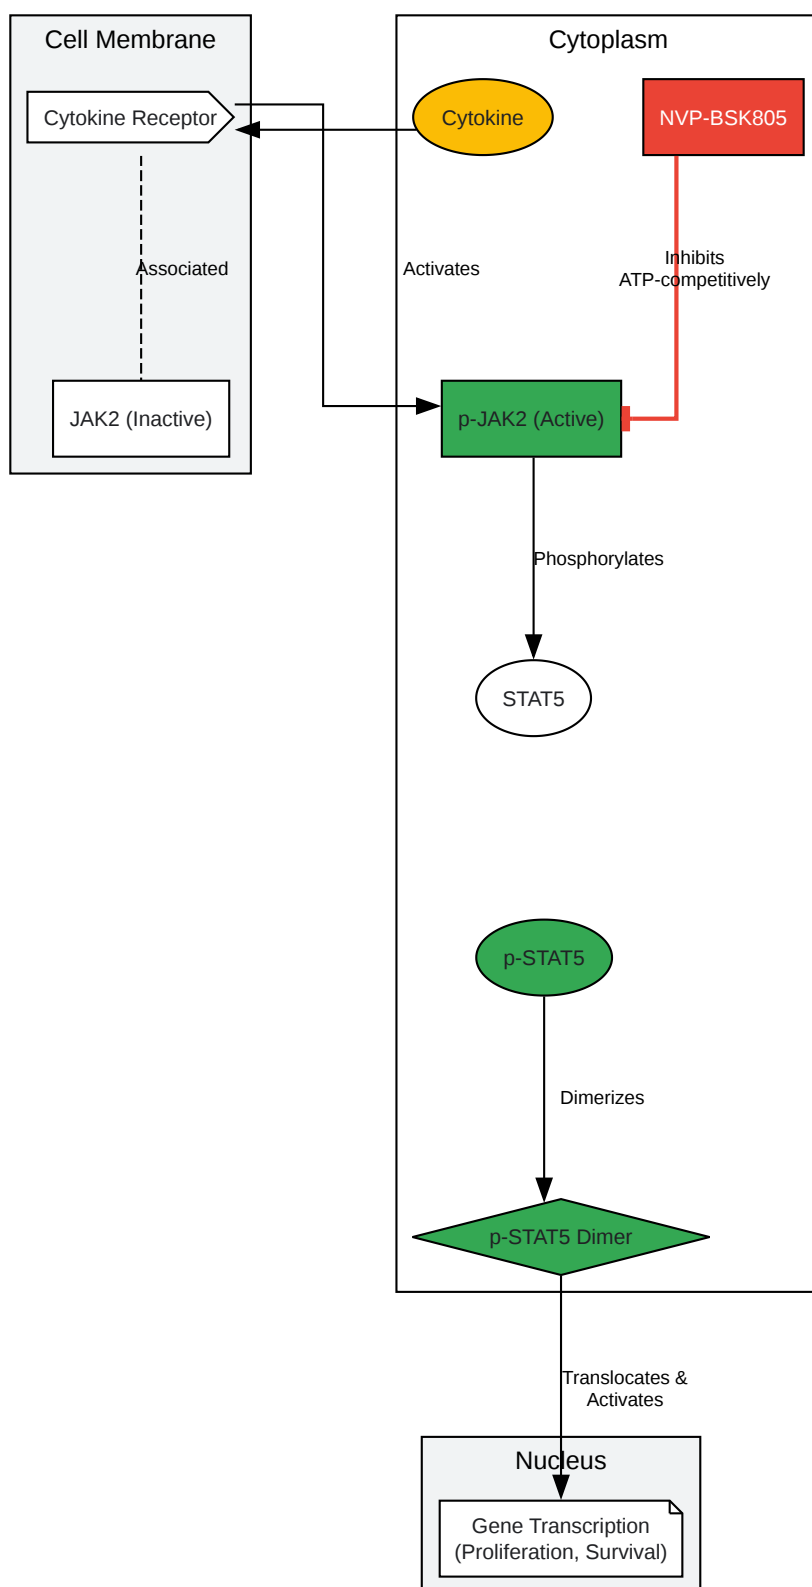 Cell Membrane
Cytoplasm
Cytokine Receptor
Cytokine
NVP-BSK805
Associated
Activates
Inhibits
ATP-competitively
JAK2 (Inactive)
p-JAK2 (Active)
Phosphorylates
STAT5
p-STAT5
Dimerizes
p-STAT5 Dimer
Translocates &
Activates
Nucleus
Gene Transcription
(Proliferation, Survival)